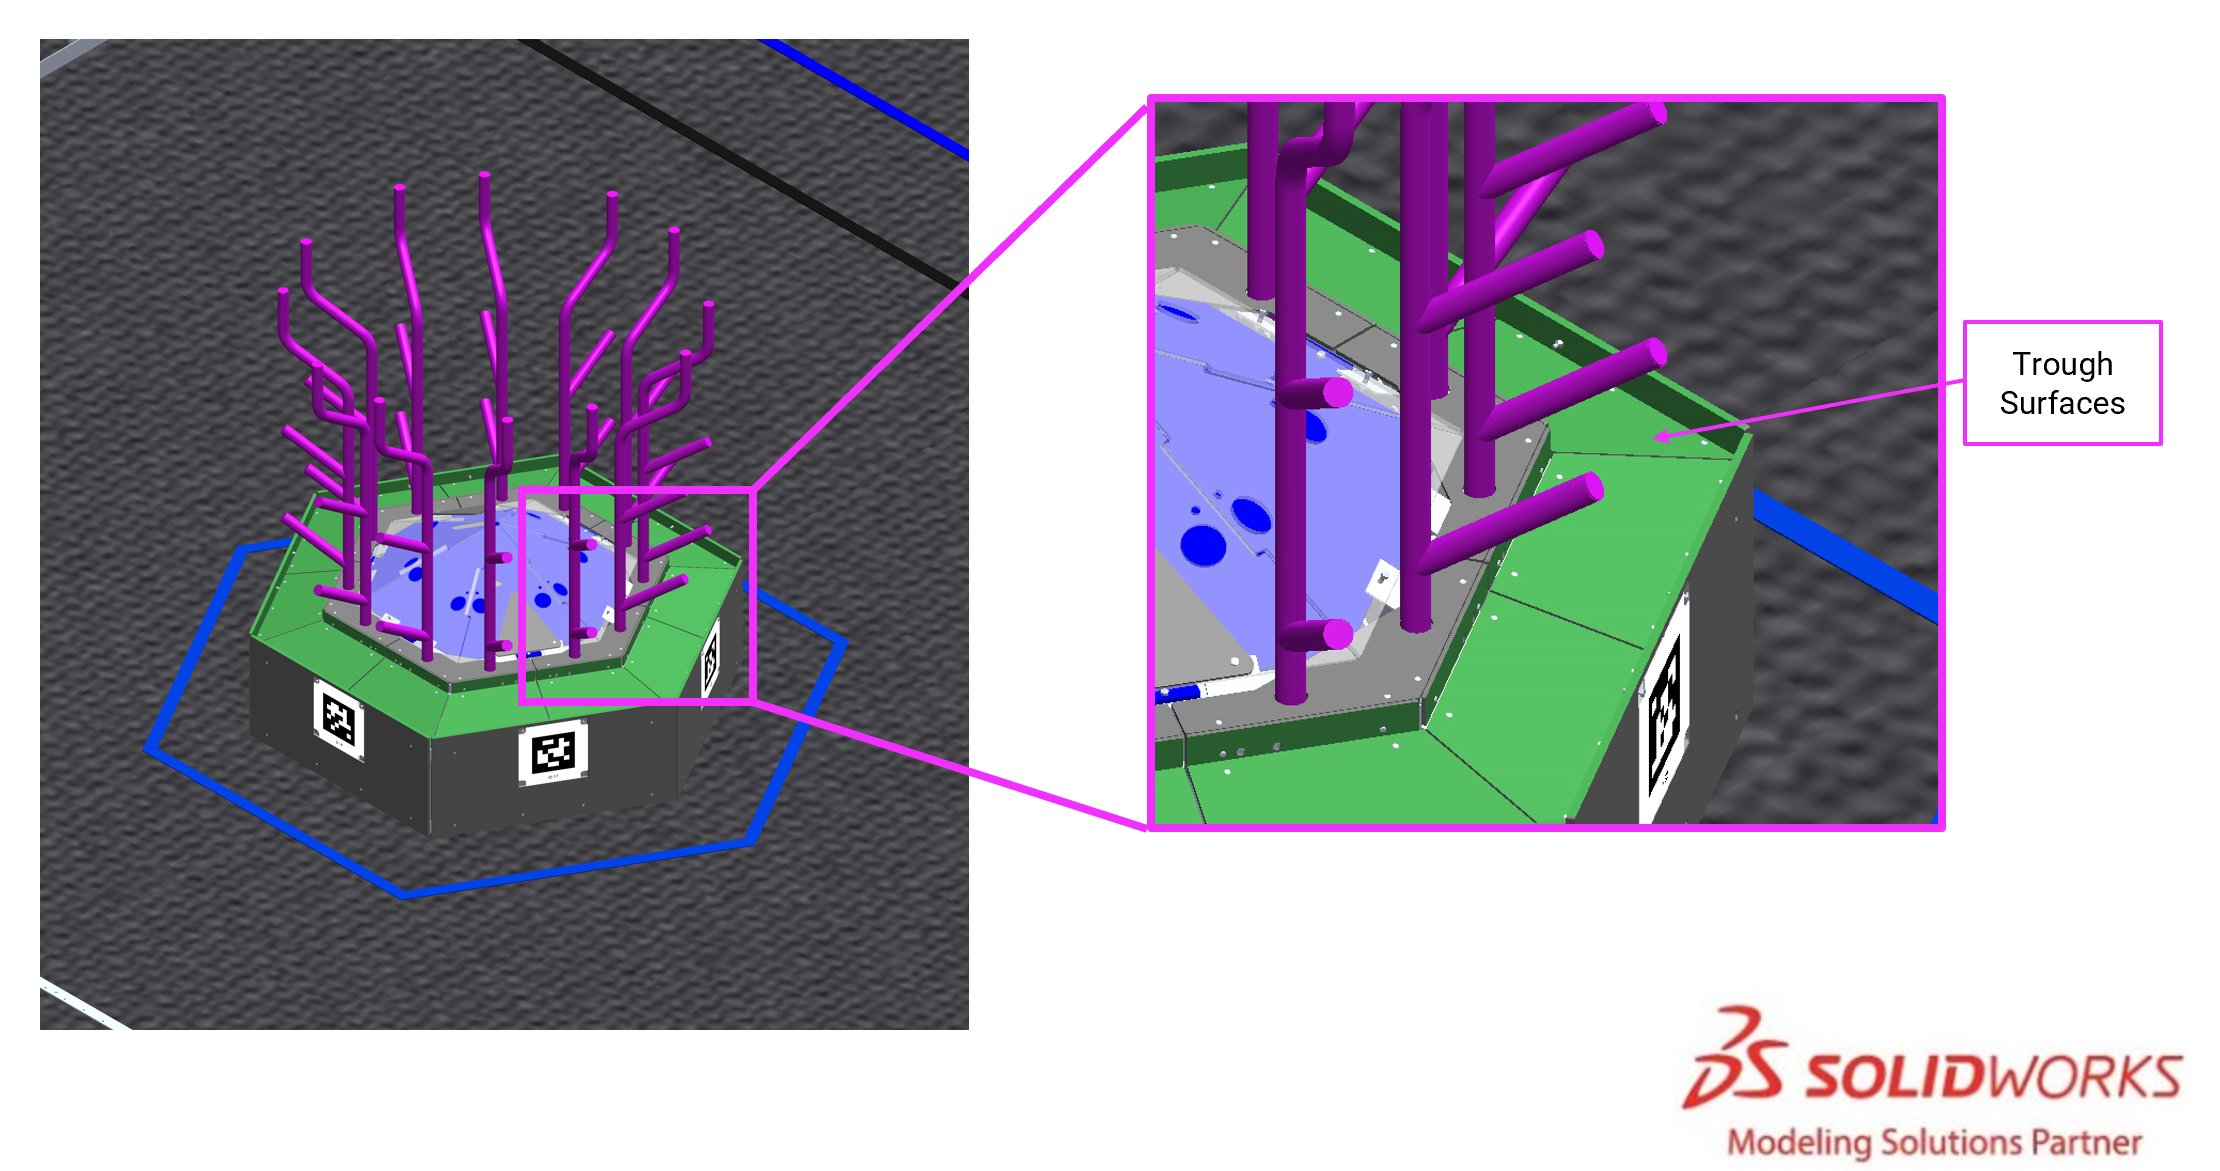 Trough
Surfaces
SOLIDWORKS
Modeling Solutions Partner